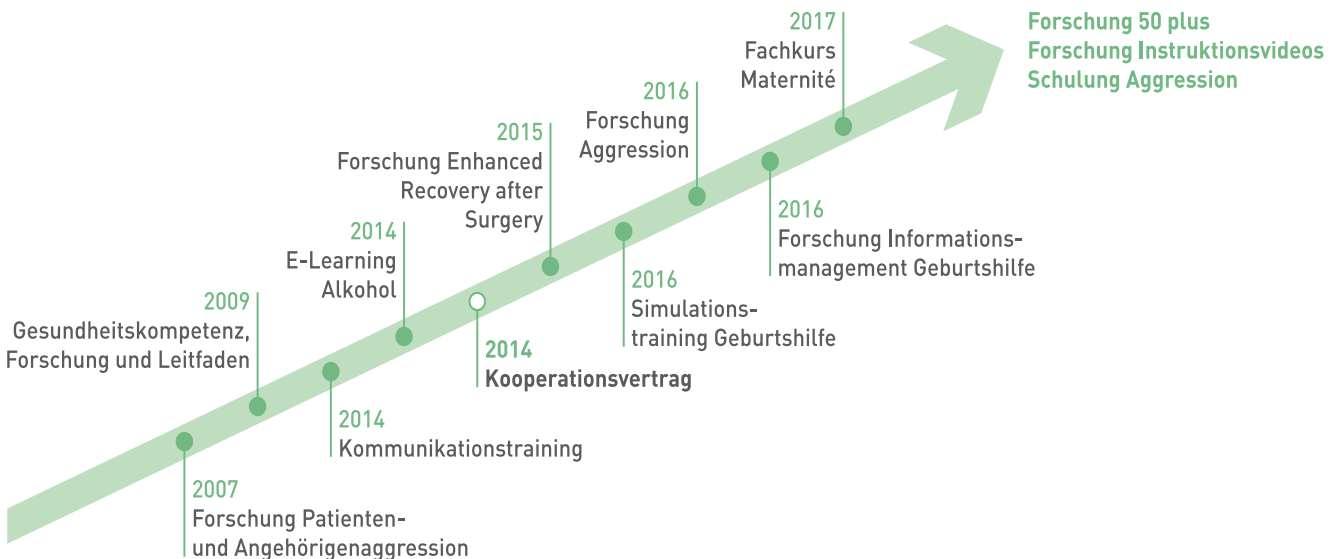 2007
Forschung Patienten-
und Angehörigenaggression
2009
Gesundheitskompetenz,
Forschung und Leitfaden
2014
Kommunikationstraining
2014
E-Learning
Alkohol
2014
Kooperationsvertrag
2015
Forschung Enhanced
Recovery after
Surgery
2016
Simulations-
training Geburtshilfe
2016
Forschung
Aggression
2016
Forschung Informations-
management Geburtshilfe
2017
Fachkurs
Maternité
Forschung 50 plus
Forschung Instruktionsvideos
Schulung Aggression